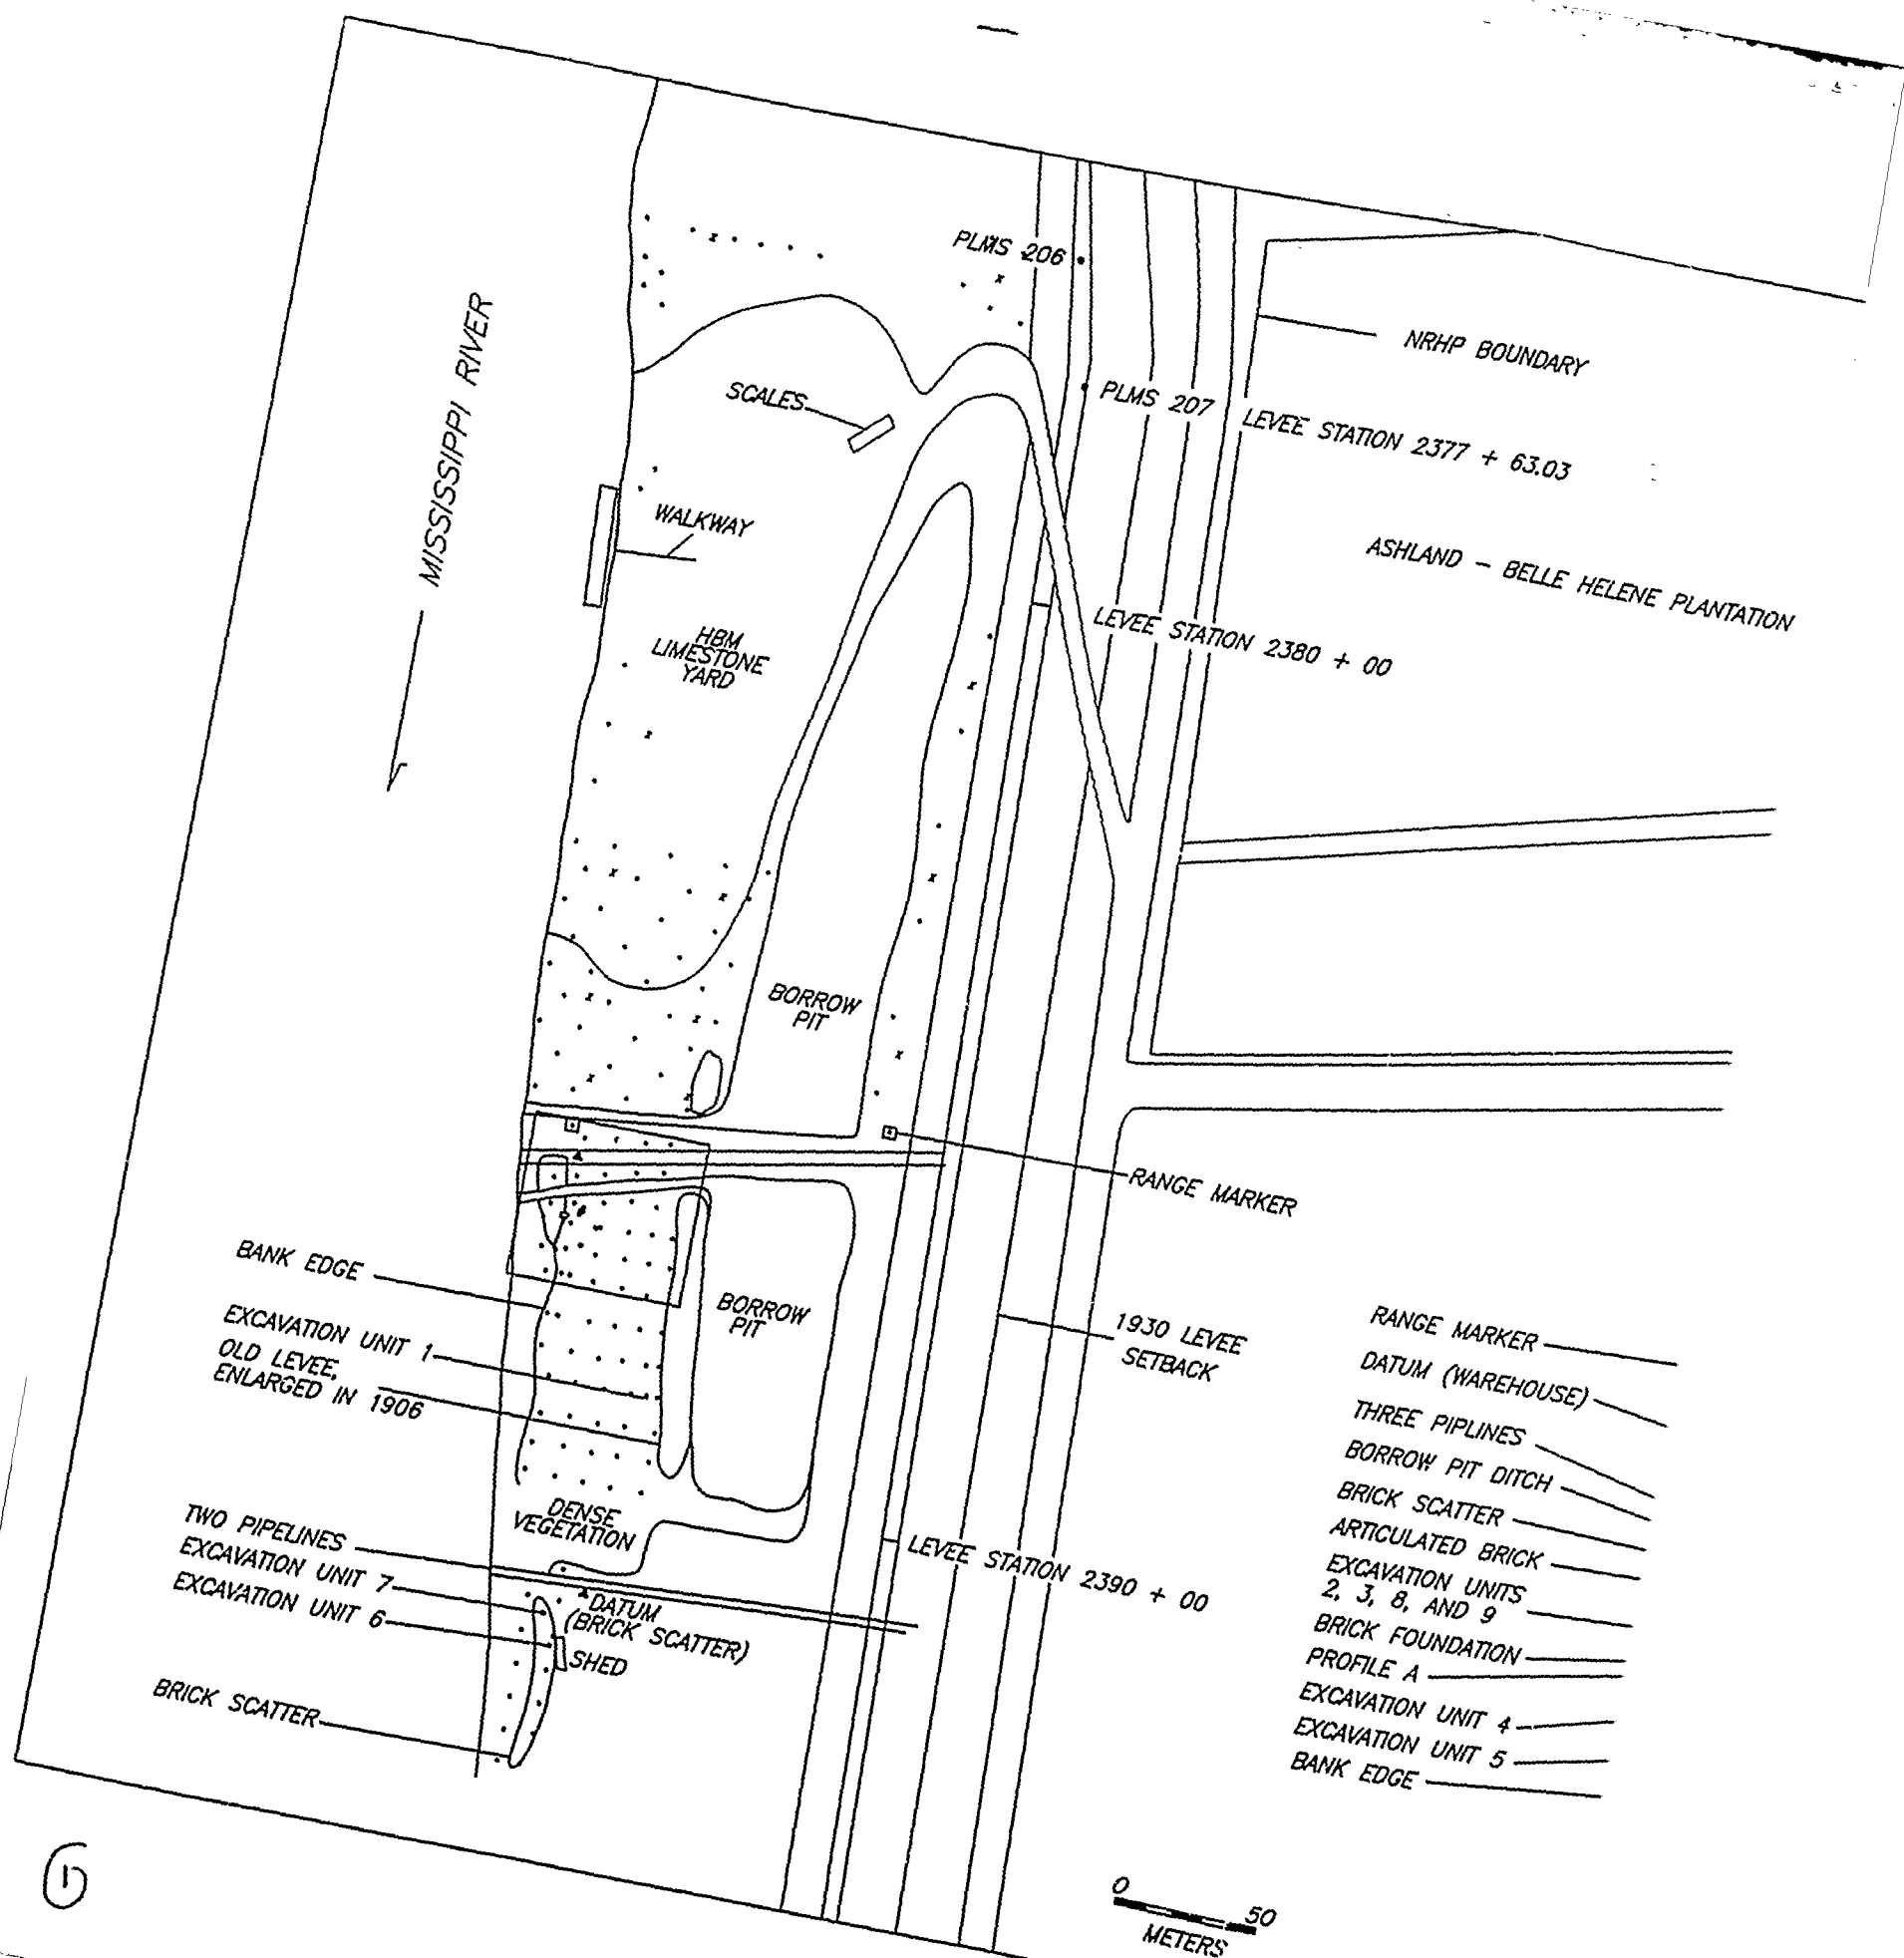 PLMS 206
MISSISSIPPI RIVER
NRHP BOUNDARY
SCALES
PLMS 207
LEVEE STATION 2377 + 63.03
WALKWAY
ASHLAND - BELLE HELENE PLANTATION
HBM
LIMESTONE
YARD
LEVEE STATION 2380 + 00
BORROW
PIT
RANGE MARKER
BANK EDGE
EXCAVATION UNIT 1
OLD LEVEE,
ENLARGED IN 1906
BORROW
PIT
1930 LEVEE
SETBACK
RANGE MARKER
DATUM (WAREHOUSE)
THREE PIPLINES
BORROW PIT DITCH
BRICK SCATTER
ARTICULATED BRICK
EXCAVATION UNITS
2, 3, 8, AND 9
BRICK FOUNDATION
PROFILE A
EXCAVATION UNIT 4
EXCAVATION UNIT 5
BANK EDGE
DENSE
VEGETATION
TWO PIPELINES
EXCAVATION UNIT 7
EXCAVATION UNIT 6
LEVEE STATION 2390 + 00
DATUM
(BRICK SCATTER)
SHED
BRICK SCATTER
1
0
50
METERS